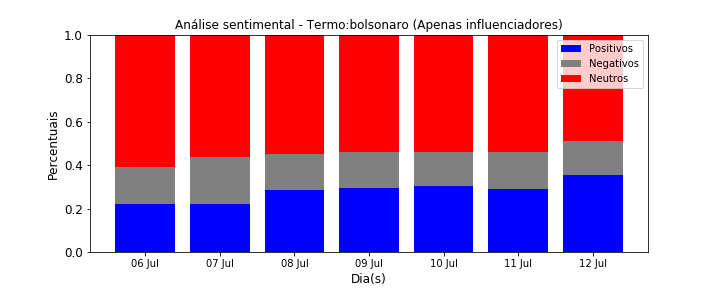 Análise sentimental - Termo:bolsonaro (Apenas influenciadores)
Percentuais
1.0
0.8
0.6
0.4
0.2
0.0
Positivos
Negativos
Neutros
06 Jul 07 Jul 08 Jul 09 Jul 10 Jul 11 Jul 12 Jul
Dia(s)